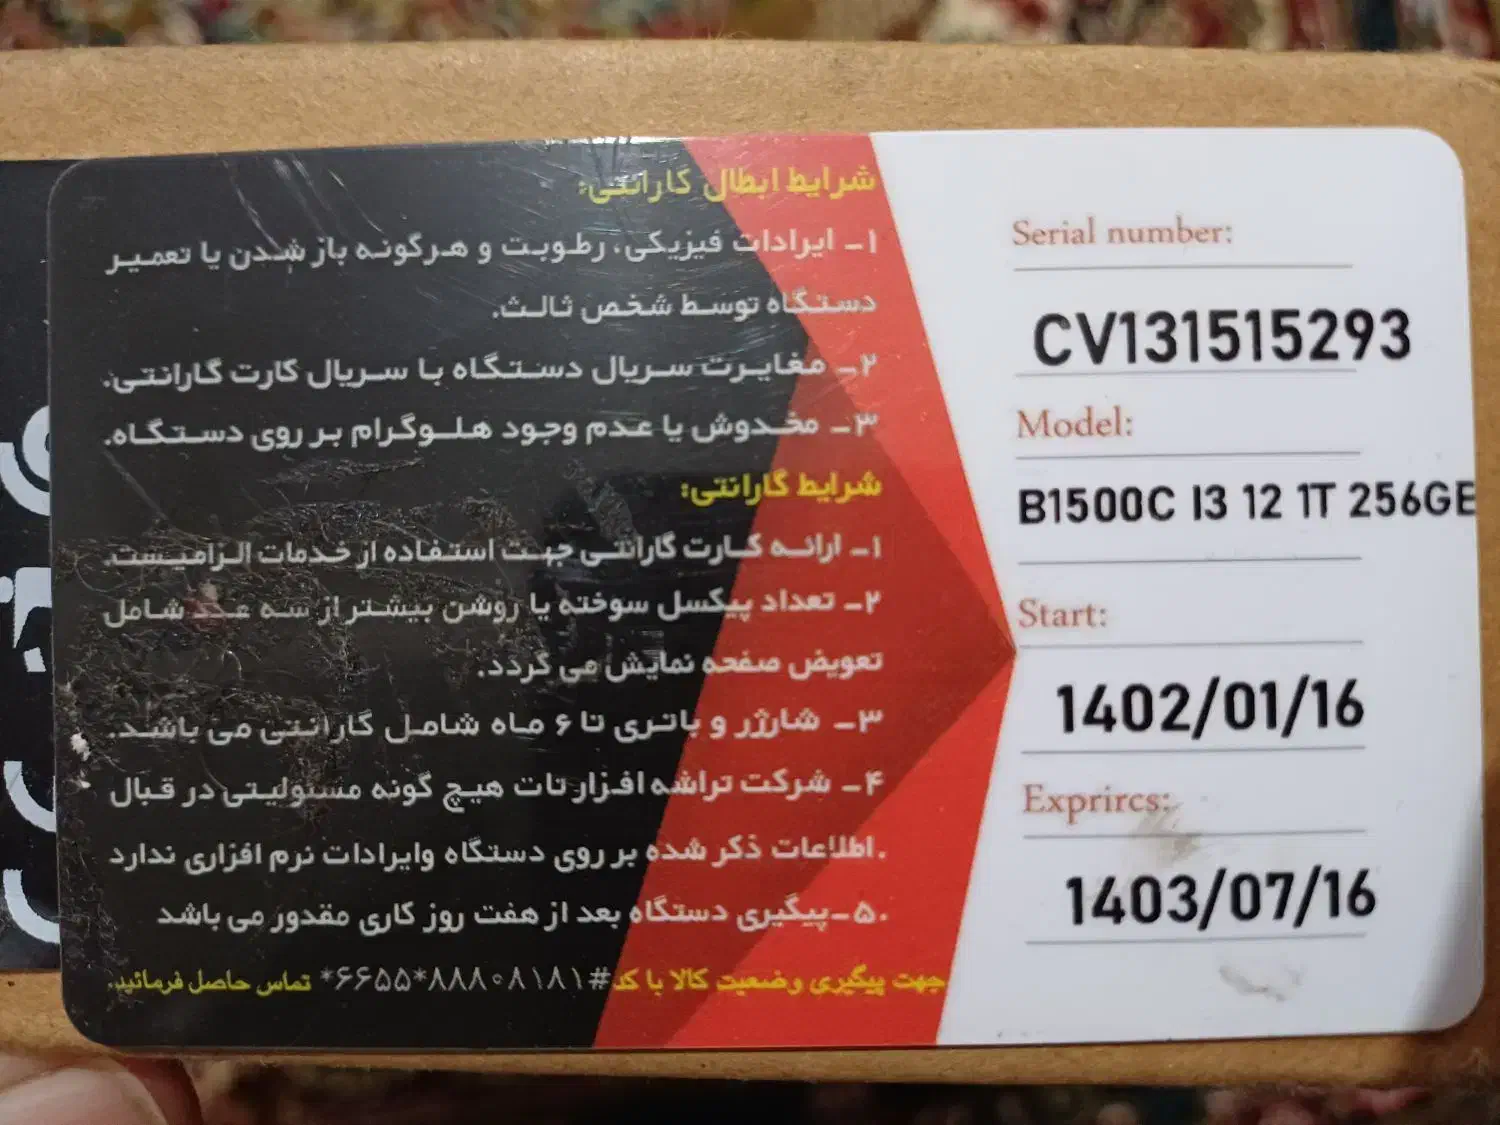 شرایط ابطال گارانتی:
۱- ایرادات فیزیکی، رطوبت و هرگونه باز شدن یا تعمیر
دستگاه توسط شخص ثالث.
۲- مغایرت سریال دستگاه با سریال کارت گارانتی.
۳- مخدوش یا عدم وجود هلوگرام بر روی دستگاه.
شرایط گارانتی:
۱- ارائه کارت گارانتی جهت استفاده از خدمات الزامیست.
۲- تعداد پیکسل سوخته یا روشن بیشتر از سه عدد شامل
تعویض صفحه نمایش می گردد.
۳- شارژر و باتری تا ۶ ماه شامل گارانتی می باشد.
۴- شرکت تراشه افزار تات هیچ گونه مسئولیتی در قبال
.اطلاعات ذکر شده بر روی دستگاه وایرادات نرم افزاری ندارد
.۵-پیگیری دستگاه بعد از هفت روز کاری مقدور می باشد
جهت پیگیری وضعیت کالا با کد #۸۸۸۰۸۱۸۱*۶۶۵۵* تماس حاصل فرمائید.
Serial number:
CV131515293
Model:
B1500C I3 12 1T 256GB
Start:
1402/01/16
Exprircs:
1403/07/16